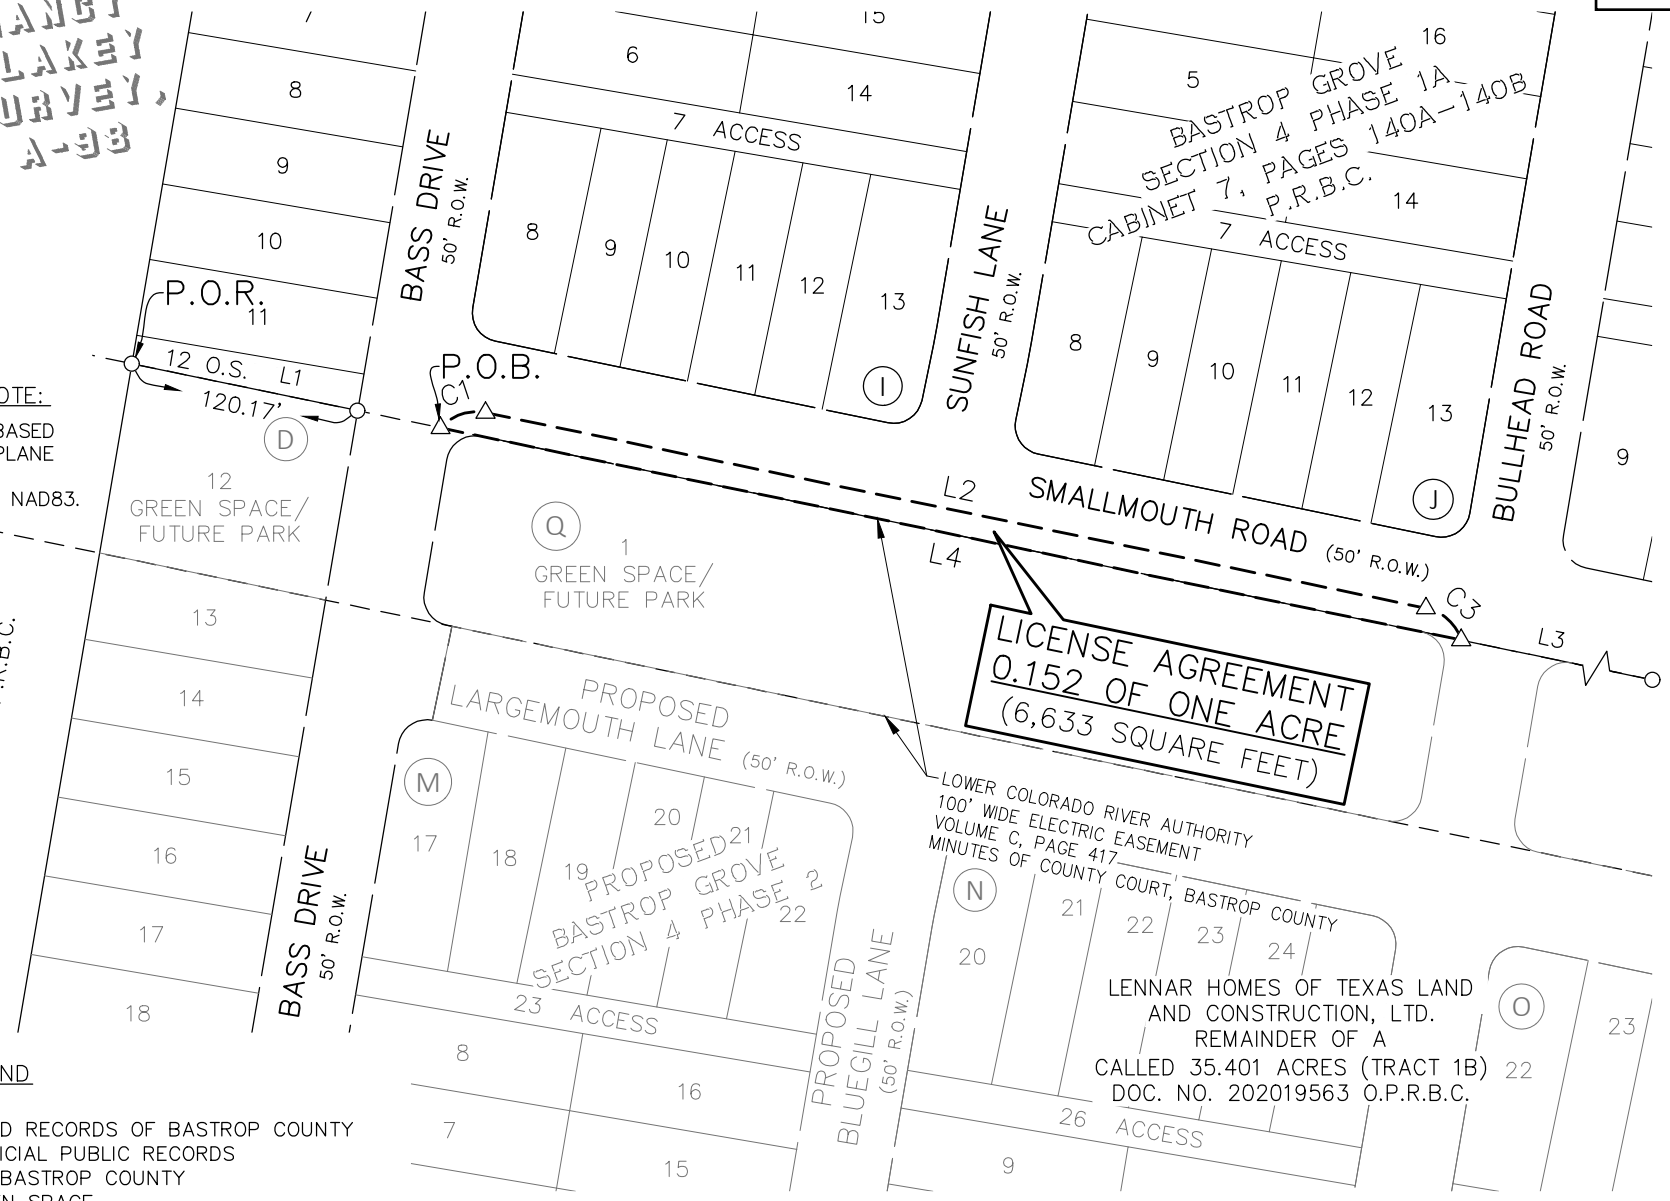 7
15
16
6
8
5
14
BASTROP GROVE
SECTION 4 PHASE 1A
CABINET 7, PAGES 140A-140B
P.R.B.C.
A-98
7 ACCESS
9
14
BASS DRIVE
50' R.O.W.
8
9
10
11
12
13
I
10
SUNFISH LANE
50' R.O.W.
7 ACCESS
8
9
10
11
12
13
J
BULLHEAD ROAD
50' R.O.W.
9
P.O.R.
11
12 O.S.
L1
120.17'
P.O.B.
C1
D
12
GREEN SPACE/
FUTURE PARK
NAD83.
Q
1
GREEN SPACE/
FUTURE PARK
L2
L4
SMALLMOUTH ROAD (50' R.O.W.)
C3
L3
LICENSE AGREEMENT
0.152 OF ONE ACRE
(6,633 SQUARE FEET)
13
14
15
16
17
18
PROPOSED
LARGEMOUTH LANE (50' R.O.W.)
M
17
18
19
20
21
22
PROPOSED
BASTROP GROVE
SECTION 4 PHASE 2
BASS DRIVE
50' R.O.W.
LOWER COLORADO RIVER AUTHORITY
100' WIDE ELECTRIC EASEMENT
VOLUME C, PAGE 417
MINUTES OF COUNTY COURT, BASTROP COUNTY
N
20
21
22
23
24
LENNAR HOMES OF TEXAS LAND
AND CONSTRUCTION, LTD.
REMAINDER OF A
CALLED 35.401 ACRES (TRACT 1B)
DOC. NO. 202019563 O.P.R.B.C.
O
22
23
23 ACCESS
8
16
7
15
PROPOSED
BLUEGILL LANE
(50' R.O.W.)
26 ACCESS
9
D RECORDS OF BASTROP COUNTY
ICIAL PUBLIC RECORDS
BASTROP COUNTY